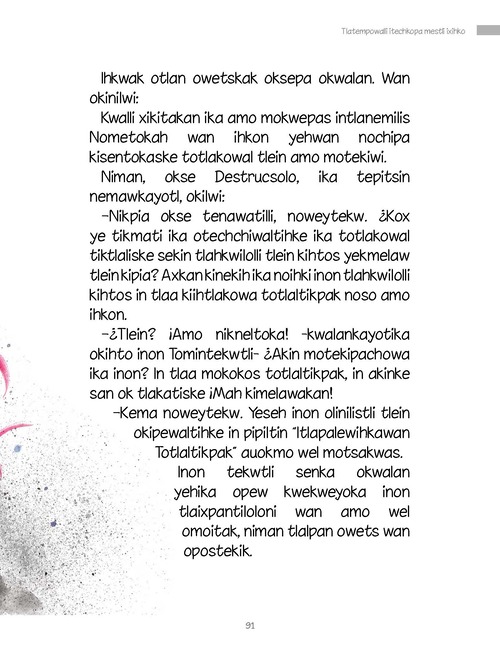 Tlatempowalli itechkopa mestli ixihko
Ihkwak otlan owetskak oksepa okwalan. Wan
okinilwi:
Kwalli xikitakan ika amo mokwepas intlanemilis
Nometokah wan ihkon yehwan nochipa
kisentokaske totlakowal tlein amo motekiwi.
Niman, okse Destrucsolo, ika tepitsin
nemawkayotl, okilwi:
–Nikpia okse tenawatilli, noweytekw. ¿Kox
ye tikmati ika otechchiwaltihke ika totlakowal
tiktlaliske sekin tlahkwilolli tlein kihtos yekmelaw
tlein kipia? Axkan kinekih ika noihki inon tlahkwilolli
kihtos in tlaa kiihtlakowa totlaltikpak noso amo
ihkon.
–¿Tlein? ¡Amo nikneltoka! –kwalankayotika
okihto inon Tomintekwtli– ¿Akin motekipachowa
ika inon? In tlaa mokokos totlaltikpak, in akinke
san ok tlakatiske ¡Mah kimelawakan!
–Kema noweytekw. Yeseh inon olinilistli tlein
okipewaltihke in pipiltin "Itlapalewihkawan
Totlaltikpak" auokmo wel motsakwas.
Inon tekwtli senka okwalan
yehika opew kwekweyoka inon
tlaixpantiloloni wan amo wel
omoitak, niman tlalpan owets wan
opostekik.
91